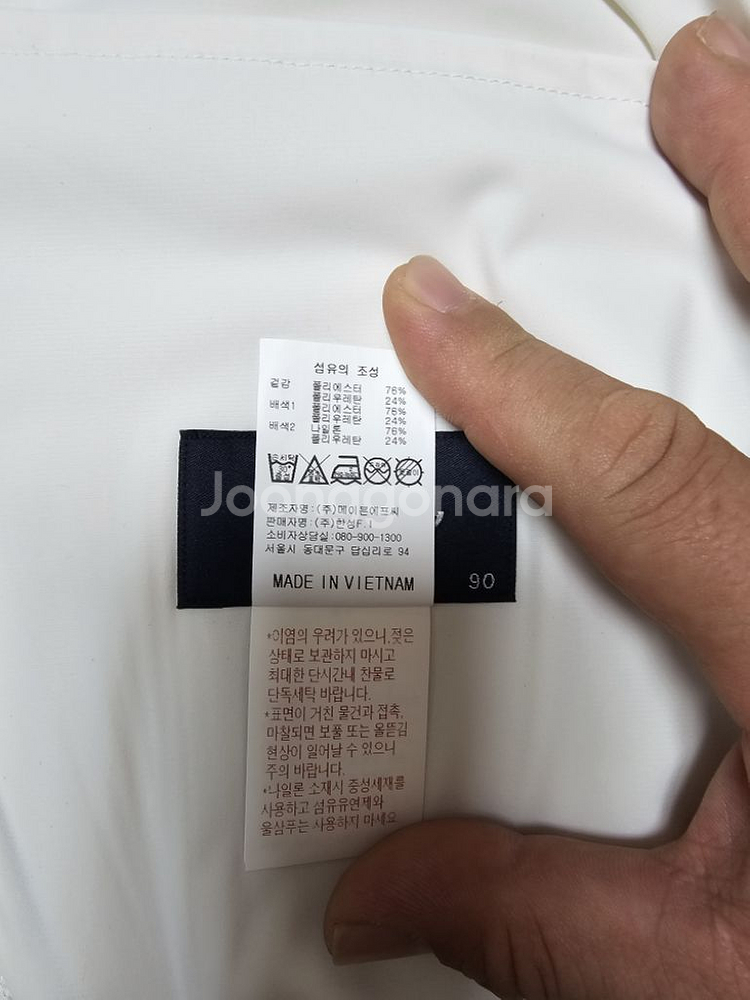 섬유의 조성
겉감 폴리에스터 76%
폴리우레탄 24%
배색1 폴리에스터 76%
폴리우레탄 24%
배색2 나일론 76%
폴리우레탄 24%
손세탁
30
Joonggonara
제조자명:(주)메이븐에프씨
판매자명:(주)한성F.I
소비자상담실:080-900-1300
서울시 동대문구 답십리로 94
MADE IN VIETNAM
90
*이염의 우려가 있으니,젖은
상태로 보관하지 마시고
최대한 단시간내 찬물로
단독세탁 바랍니다.
*표면이 거친 물건과 접촉,
마찰되면 보풀 또는 올뜯김
현상이 일어날 수 있으니
주의 바랍니다.
*나일론 소재시 중성세재를
사용하고 섬유유연제와
울샴푸는 사용하지 마세요